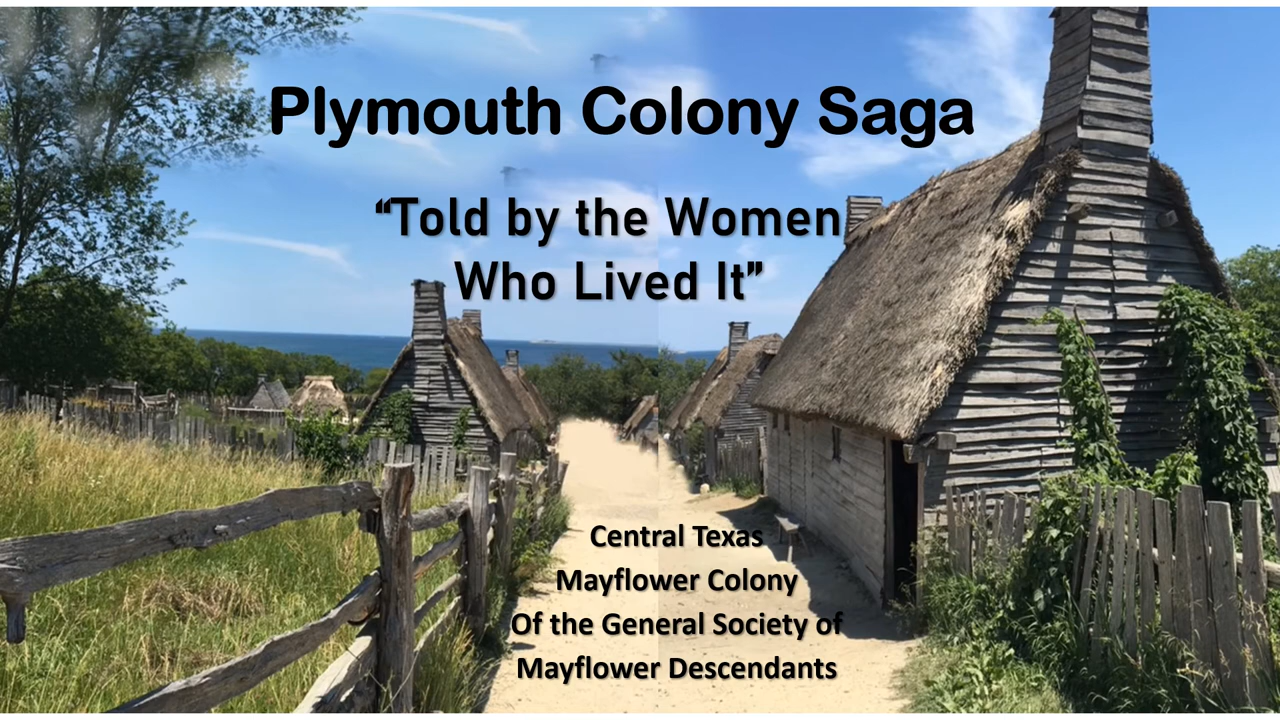 Plymouth Colony Saga
“Told by the Women
Who Lived It”
Central Texas
Mayflower Colony
Of the General Society of
Mayflower Descendants